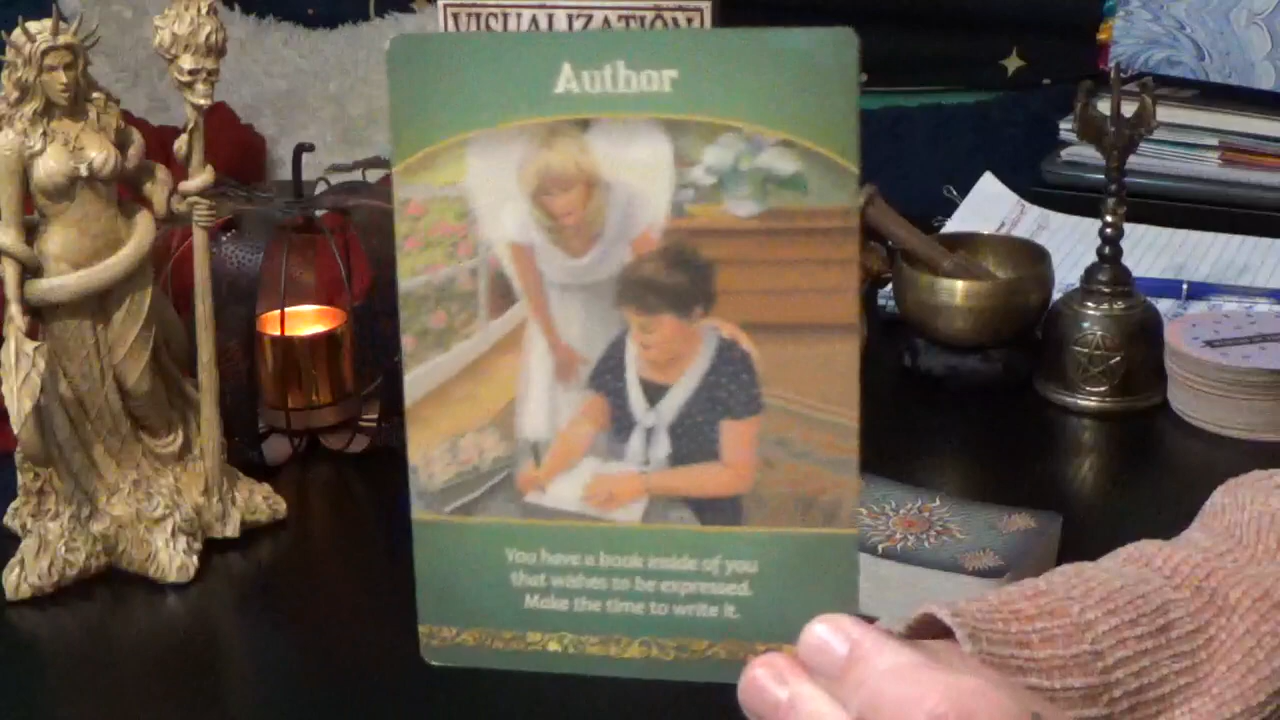 VISUALIZATION
Author
You have a book inside of you
that wishes to be expressed.
Make the time to write it.